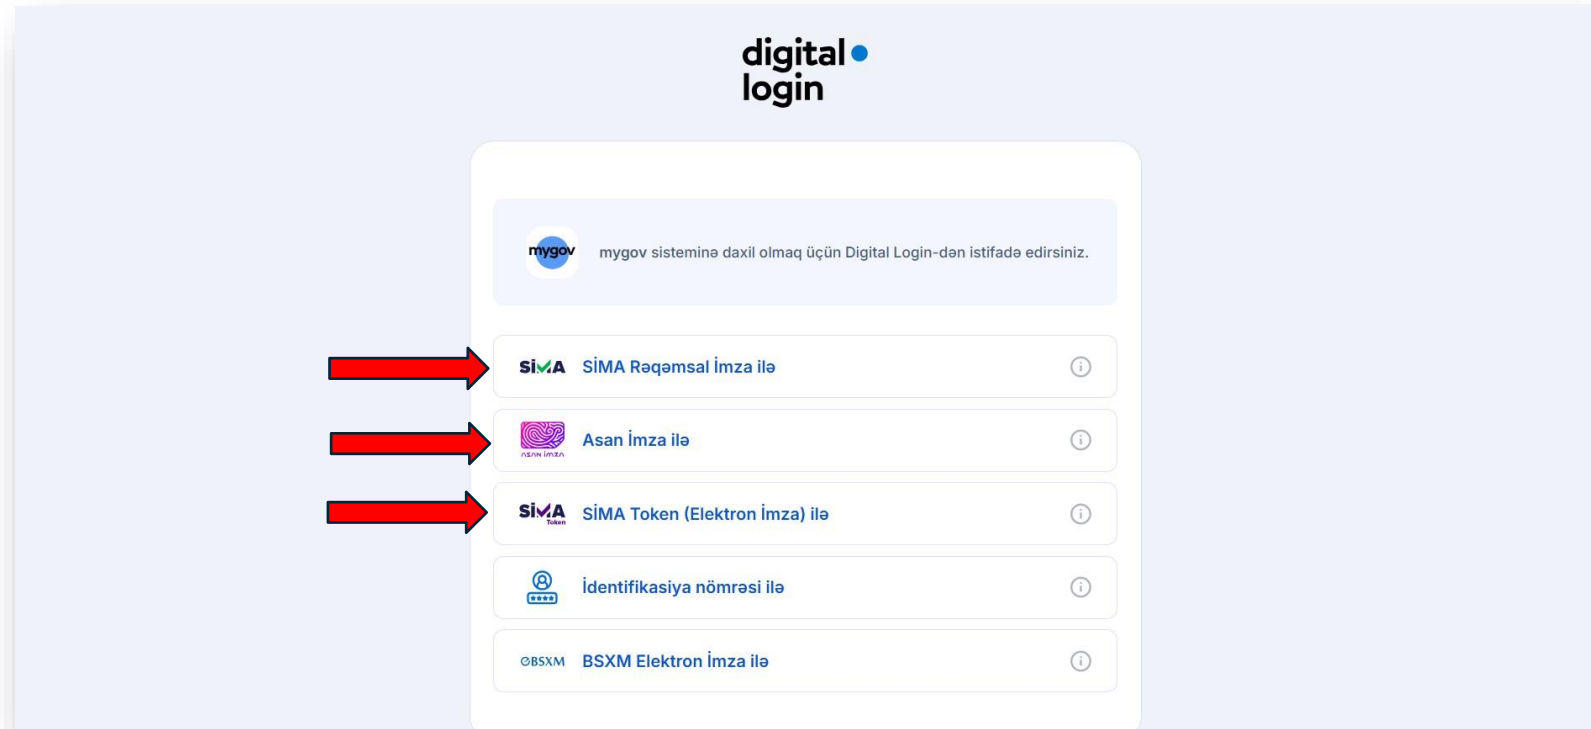 digital
login
mygov mygov sisteminə daxil olmaq üçün Digital Login-dən istifadə edirsiniz.
SİMA SİMA Rəqəmsal İmza ilə
ASAN İMZA Asan İmza ilə
SİMA Token SİMA Token (Elektron İmza) ilə
**** İdentifikasiya nömrəsi ilə
BSXM BSXM Elektron İmza ilə